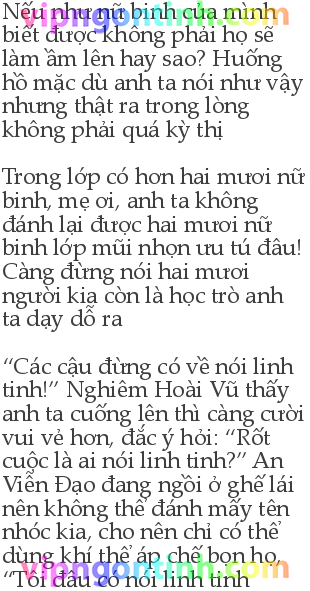 vipngontinh.com
Nếu như nữ binh của mình
biết được không phải họ sẽ
làm ầm lên hay sao? Huống
hồ mặc dù anh ta nói như vậy
nhưng thật ra trong lòng
không phải quá kỳ thị
Trong lớp có hơn hai mươi nữ
binh, mẹ ơi, anh ta không
đánh lại được hai mươi nữ
binh lớp mũi nhọn ưu tú đâu!
Càng đừng nói hai mươi
người kia còn là học trò anh
ta dạy dỗ ra
“Các cậu đừng có về nói linh
tinh!” Nghiêm Hoài Vũ thấy
anh ta cuống lên thì càng cười
vui vẻ hơn, đắc ý hỏi: “Rốt
cuộc là ai nói linh tinh?” An
Viễn Đạo đang ngồi ở ghế lái
nên không thể đánh mấy tên
nhóc kia, cho nên chỉ có thể
dùng khí thế áp chế bọn họ.
“Tôi đâu có nói linh tinh
vipngontinh.com